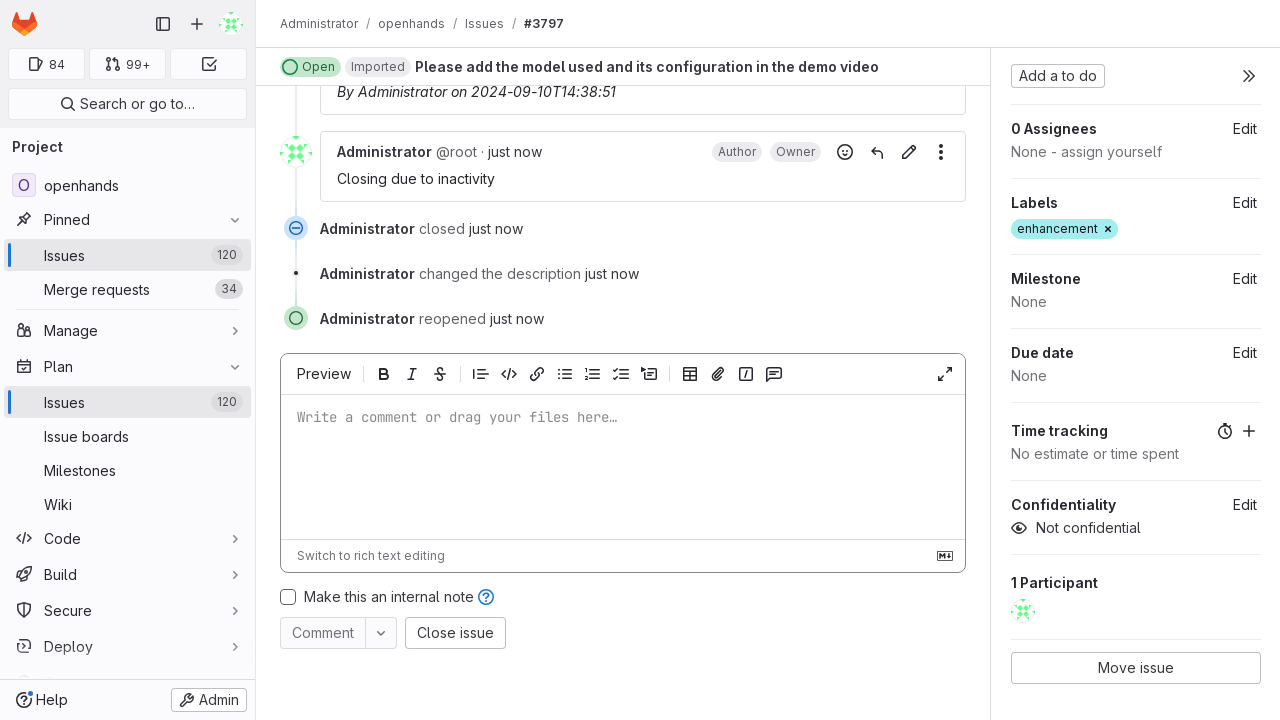 Administrator / openhands / Issues / #3797
84
99+
Search or go to…
Project
O openhands
Pinned
Issues 120
Merge requests 34
Manage
Plan
Issues 120
Issue boards
Milestones
Wiki
Code
Build
Secure
Deploy
Help
Admin
Open Imported Please add the model used and its configuration in the demo video
By Administrator on 2024-09-10T14:38:51
Administrator @root · just now Author Owner
Closing due to inactivity
Administrator closed just now
Administrator changed the description just now
Administrator reopened just now
Preview
Write a comment or drag your files here…
Switch to rich text editing
Make this an internal note
Comment
Close issue
Add a to do
0 Assignees Edit
None - assign yourself
Labels Edit
enhancement ×
Milestone Edit
None
Due date Edit
None
Time tracking
No estimate or time spent
Confidentiality Edit
Not confidential
1 Participant
Move issue